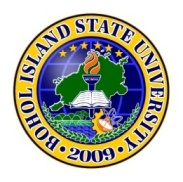 BOHOL ISLAND STATE UNIVERSITY
• 2009 •